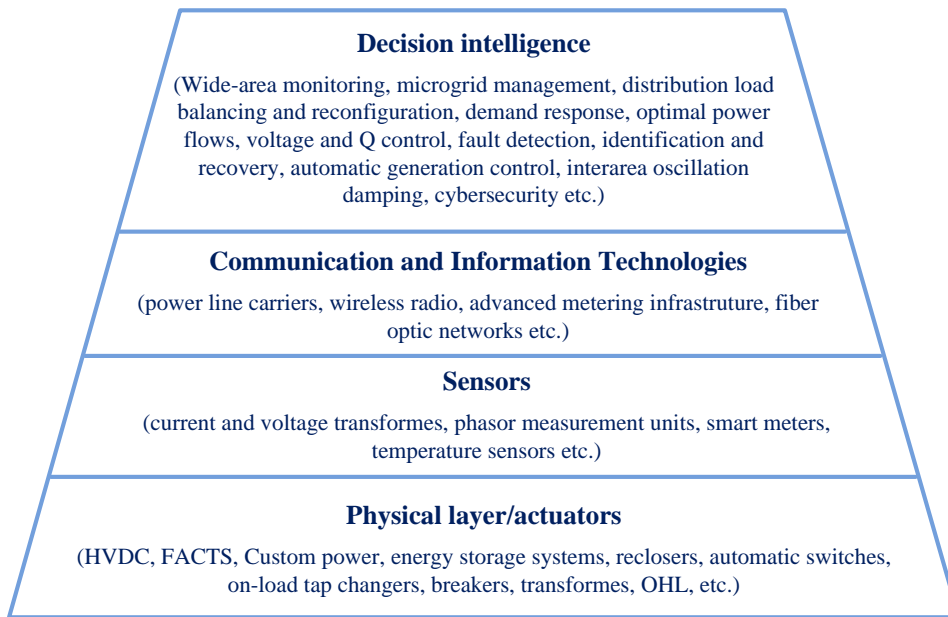 Decision intelligence
(Wide-area monitoring, microgrid management, distribution load
balancing and reconfiguration, demand response, optimal power
flows, voltage and Q control, fault detection, identification and
recovery, automatic generation control, interarea oscillation
damping, cybersecurity etc.)
Communication and Information Technologies
(power line carriers, wireless radio, advanced metering infrastruture, fiber
optic networks etc.)
Sensors
(current and voltage transformes, phasor measurement units, smart meters,
temperature sensors etc.)
Physical layer/actuators
(HVDC, FACTS, Custom power, energy storage systems, reclosers, automatic switches,
on-load tap changers, breakers, transformes, OHL, etc.)